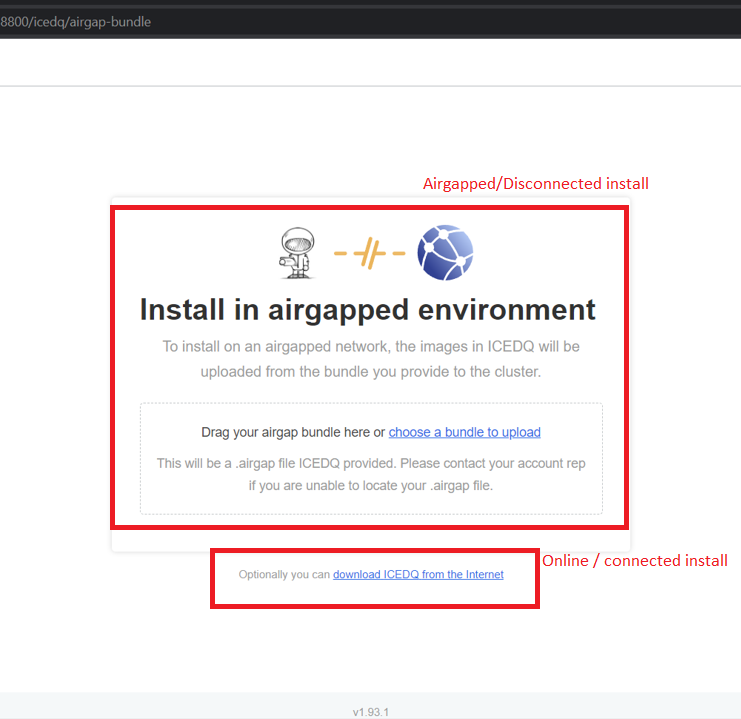 8800/icedq/airgap-bundle
Airgapped/Disconnected install
Install in airgapped environment
To install on an airgapped network, the images in ICEDQ will be
uploaded from the bundle you provide to the cluster.
Drag your airgap bundle here or choose a bundle to upload
This will be a .airgap file ICEDQ provided. Please contact your account rep
if you are unable to locate your .airgap file.
Online / connected install
Optionally you can download ICEDQ from the Internet
v1.93.1